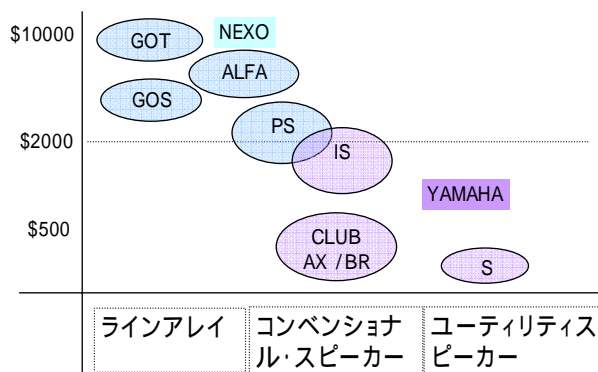 $10000
GOT
NEXO
ALFA
GOS
PS
$2000
IS
YAMAHA
$500
CLUB
AX /BR
S
ラインアレイ
コンベンショナ
ル・スピーカー
ユーティリティス
ピーカー